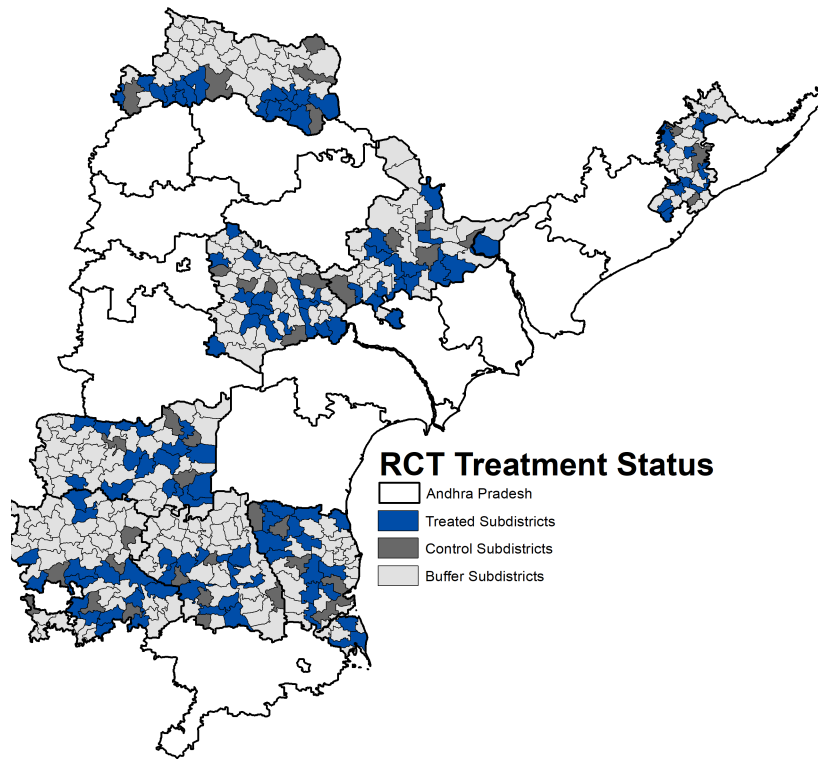 RCT Treatment Status
Andhra Pradesh
Treated Subdistricts
Control Subdistricts
Buffer Subdistricts